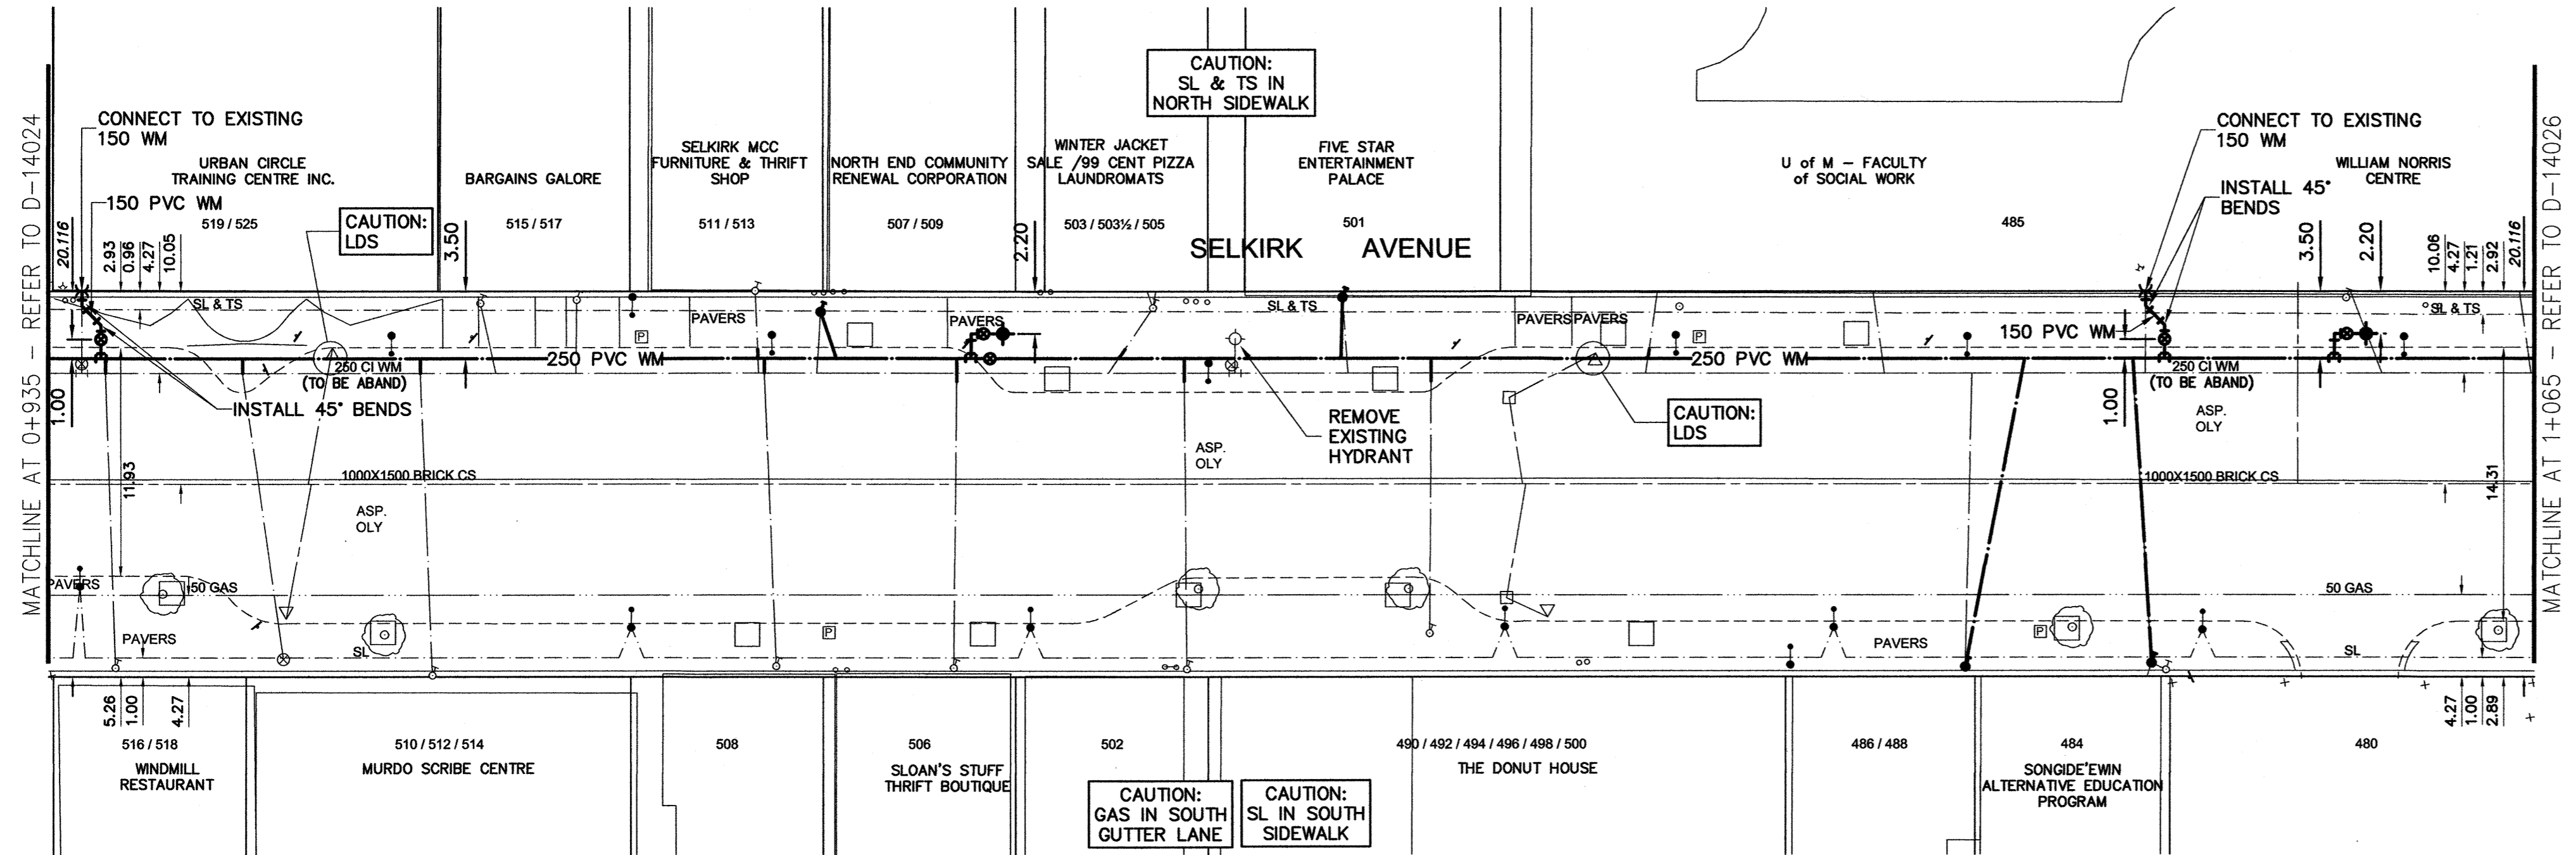 MATCHLINE AT 0+935 – REFER TO D-14024
CONNECT TO EXISTING
150 WM
URBAN CIRCLE
TRAINING CENTRE INC.
150 PVC WM
519 / 525
CAUTION:
LDS
20.116
2.93
0.96
4.27
10.05
BARGAINS GALORE
515 / 517
3.50
SELKIRK MCC
FURNITURE & THRIFT
SHOP
511 / 513
NORTH END COMMUNITY
RENEWAL CORPORATION
507 / 509
2.20
WINTER JACKET
SALE /99 CENT PIZZA
LAUNDROMATS
503 / 503½ / 505
CAUTION:
SL & TS IN
NORTH SIDEWALK
FIVE STAR
ENTERTAINMENT
PALACE
501
SELKIRK AVENUE
U of M – FACULTY
of SOCIAL WORK
485
CONNECT TO EXISTING
150 WM
WILLIAM NORRIS
CENTRE
INSTALL 45° BENDS
3.50
2.20
10.06
4.27
1.21
2.92
20.116
MATCHLINE AT 1+065 – REFER TO D-14026
SL & TS
PAVERS
PAVERS
SL & TS
PAVERS
PAVERS
SL & TS
P
P
150 PVC WM
250 PVC WM
250 PVC WM
250 CI WM
(TO BE ABAND)
250 CI WM
(TO BE ABAND)
1.00
INSTALL 45° BENDS
REMOVE
EXISTING
HYDRANT
CAUTION:
LDS
1.00
ASP.
OLY
ASP.
OLY
11.93
1000X1500 BRICK CS
1000X1500 BRICK CS
14.31
ASP.
OLY
PAVERS
50 GAS
50 GAS
PAVERS
SL
P
PAVERS
P
SL
5.26
1.00
4.27
4.27
1.00
2.89
516 / 518
WINDMILL
RESTAURANT
510 / 512 / 514
MURDO SCRIBE CENTRE
508
506
SLOAN'S STUFF
THRIFT BOUTIQUE
502
CAUTION:
GAS IN SOUTH
GUTTER LANE
CAUTION:
SL IN SOUTH
SIDEWALK
490 / 492 / 494 / 496 / 498 / 500
THE DONUT HOUSE
486 / 488
484
SONGIDE'EWIN
ALTERNATIVE EDUCATION
PROGRAM
480